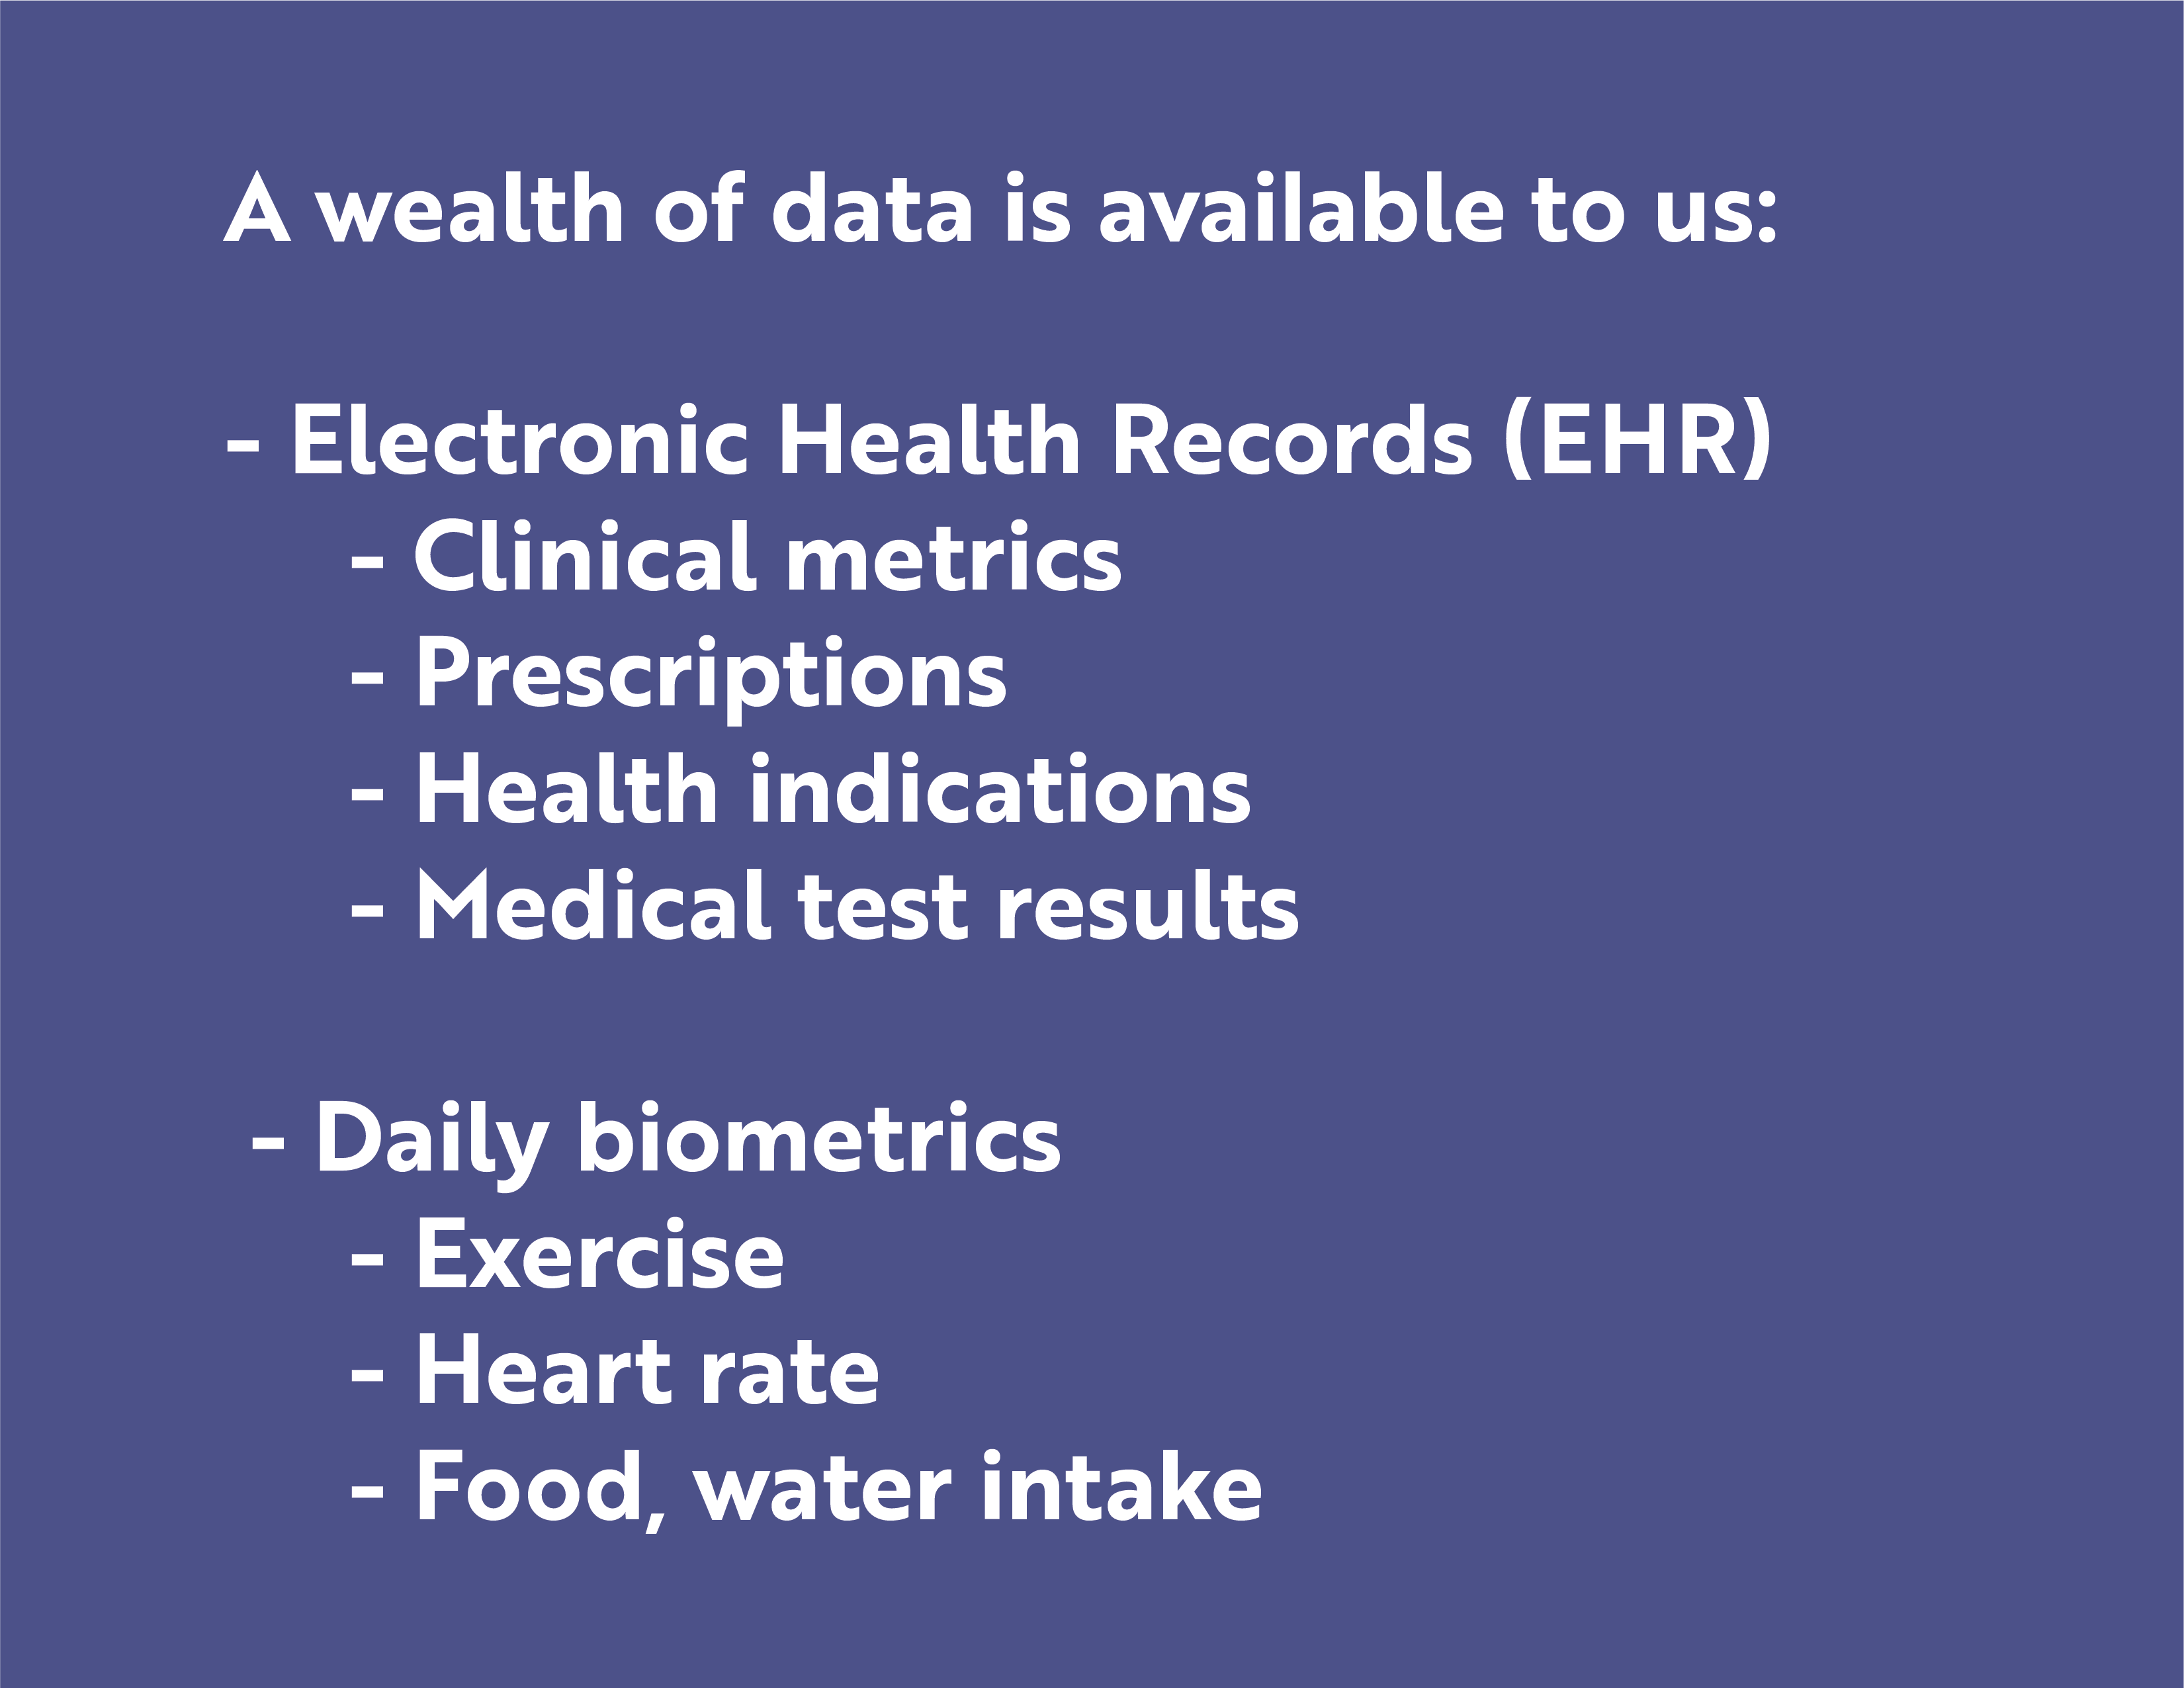 A wealth of data is available to us:
- Electronic Health Records (EHR)
- Clinical metrics
- Prescriptions
- Health indications
- Medical test results
- Daily biometrics
- Exercise
- Heart rate
- Food, water intake